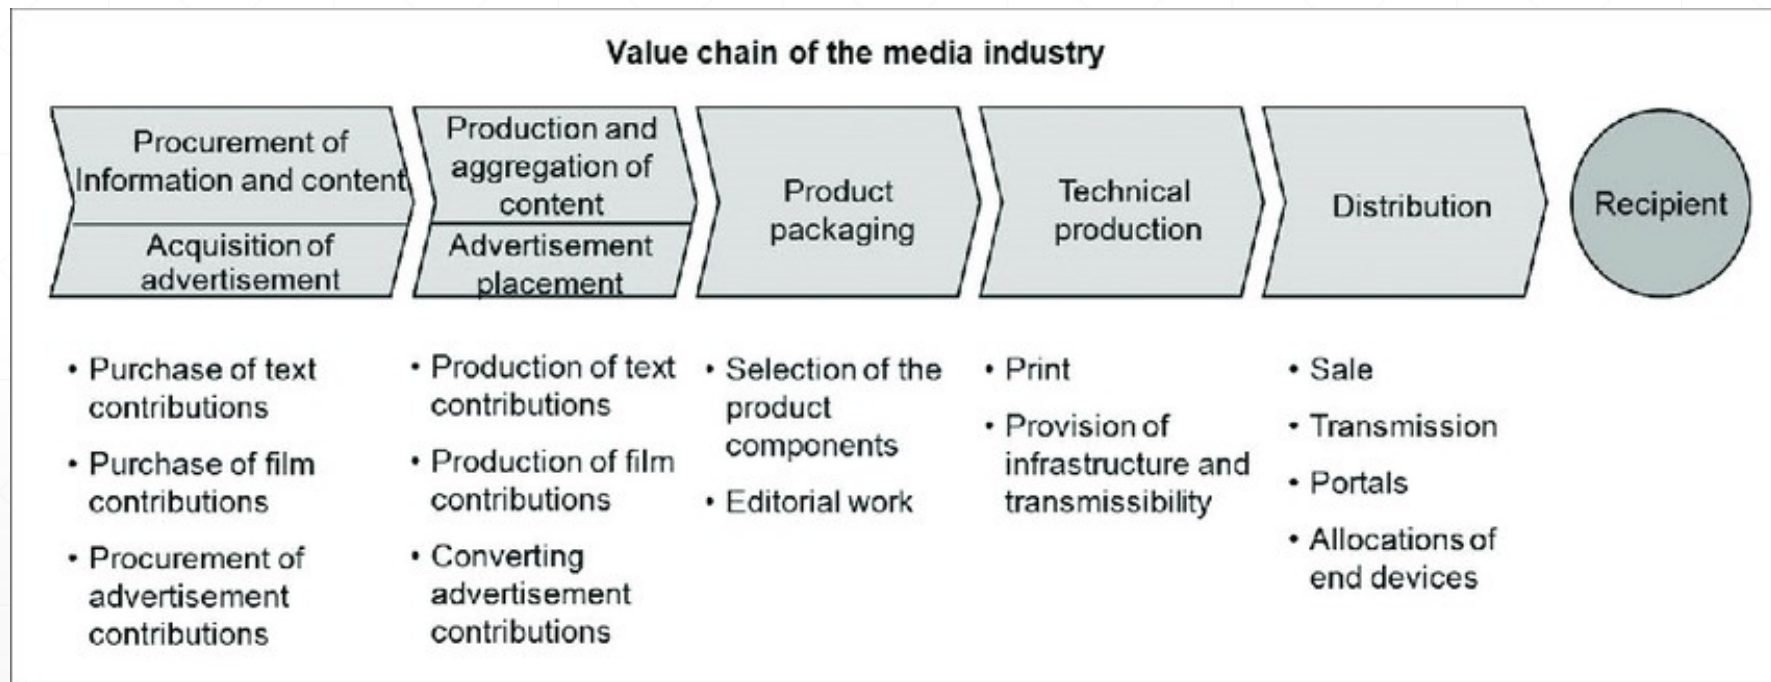 Value chain of the media industry
Procurement of
Information and content
Acquisition of
advertisement
Production and
aggregation of
content
Advertisement
placement
Product
packaging
Technical
production
Distribution
Recipient
• Purchase of text
contributions
• Purchase of film
contributions
• Procurement of
advertisement
contributions
• Production of text
contributions
• Production of film
contributions
• Converting
advertisement
contributions
• Selection of the
product
components
• Editorial work
• Print
• Provision of
infrastructure and
transmissibility
• Sale
• Transmission
• Portals
• Allocations of
end devices